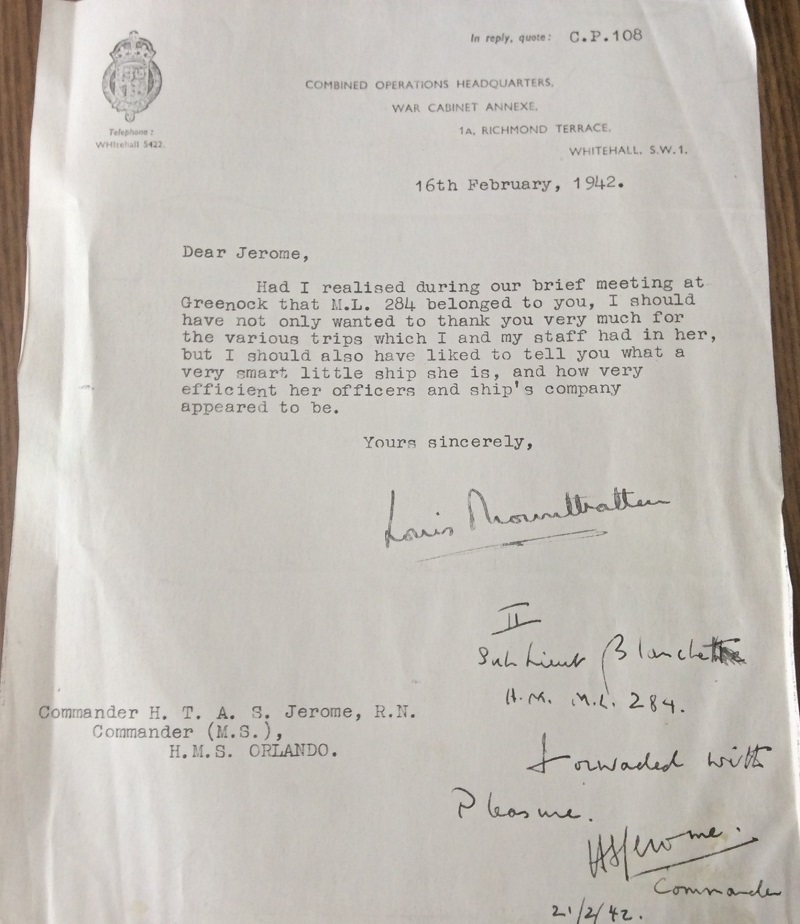 In reply, quote: C.P.108
COMBINED OPERATIONS HEADQUARTERS,
WAR CABINET ANNEXE,
1A, RICHMOND TERRACE,
WHITEHALL, S.W.1.
Telephone:
WHItehall 5422.
16th February, 1942.
Dear Jerome,
Had I realised during our brief meeting at
Greenock that M.L. 284 belonged to you, I should
have not only wanted to thank you very much for
the various trips which I and my staff had in her,
but I should also have liked to tell you what a
very smart little ship she is, and how very
efficient her officers and ship's company
appeared to be.
Yours sincerely,
Louis Mountbatten
II
Sub Lieut
H.M. M.L. 284.
Commander H. T. A. S. Jerome, R.N.
Commander (M.S.),
H.M.S. ORLANDO.
Forwaded with
Pleasure.
Jerome.
Commander
21/2/42.